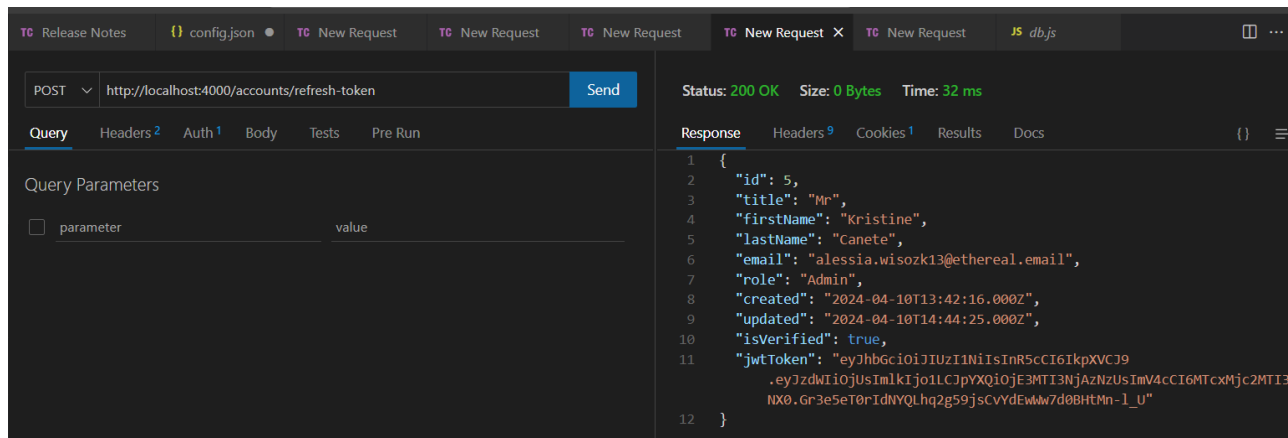 TC Release Notes {} config.json ● TC New Request TC New Request TC New Request TC New Request × TC New Request JS db.js ...
POST http://localhost:4000/accounts/refresh-token Send
Query Headers 2 Auth 1 Body Tests Pre Run
Query Parameters
parameter value
Status: 200 OK Size: 0 Bytes Time: 32 ms
Response Headers 9 Cookies 1 Results Docs {}
1 {
2 "id": 5,
3 "title": "Mr",
4 "firstName": "Kristine",
5 "lastName": "Canete",
6 "email": "alessia.wisozk13@ethereal.email",
7 "role": "Admin",
8 "created": "2024-04-10T13:42:16.000Z",
9 "updated": "2024-04-10T14:44:25.000Z",
10 "isVerified": true,
11 "jwtToken": "eyJhbGciOiJIUzI1NiIsInR5cCI6IkpXVCJ9
.eyJzdWIiOjUsImlkIjo1LCJpYXQiOjE3MTI3NjAzNzUsImV4cCI6MTcxMjc2MTI3
NX0.Gr3e5eT0rIdNYQLhq2g59jsCvYdEwWw7d0BHtMn-l_U"
12 }